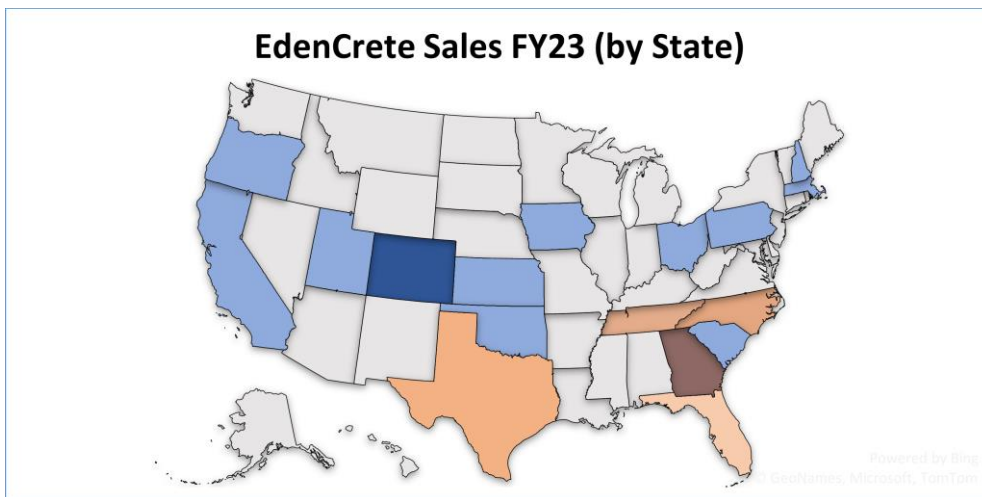 EdenCrete Sales FY23 (by State)
Powered by Bing
© GeoNames, Microsoft, TomTom